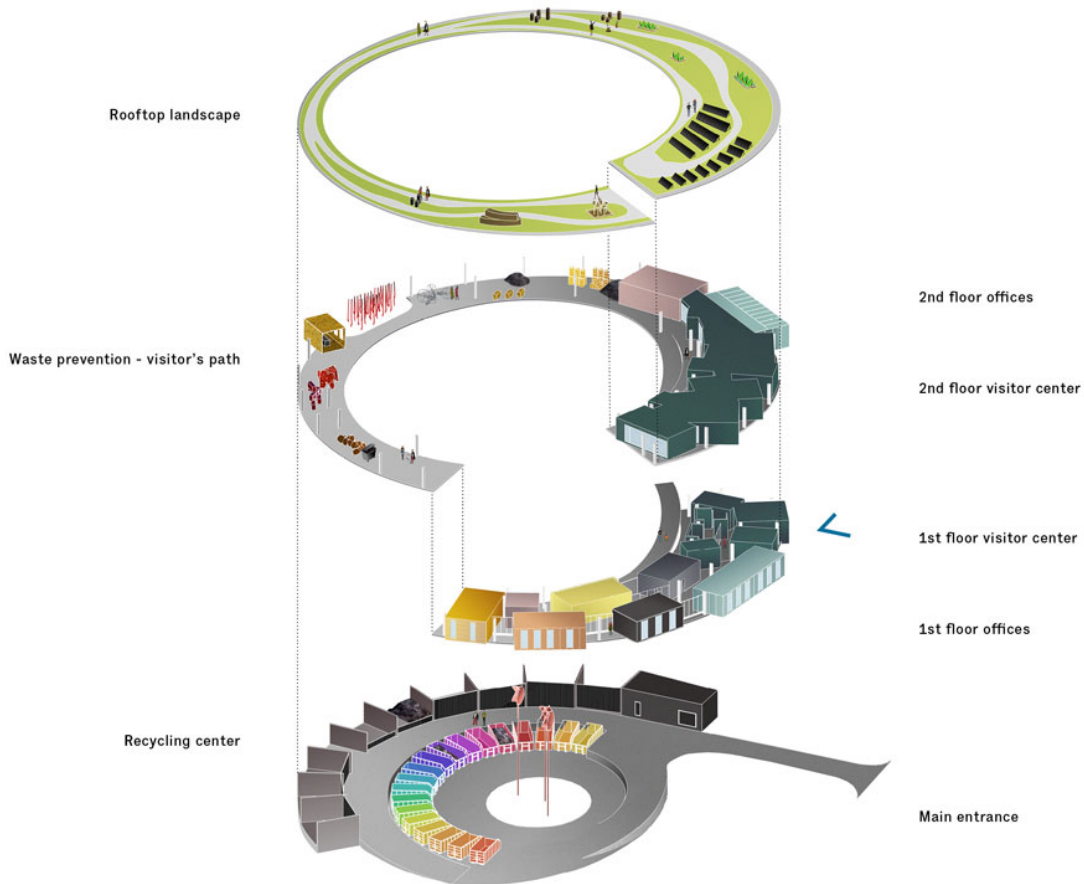 Rooftop landscape
2nd floor offices
Waste prevention - visitor's path
2nd floor visitor center
1st floor visitor center
1st floor offices
Recycling center
Main entrance